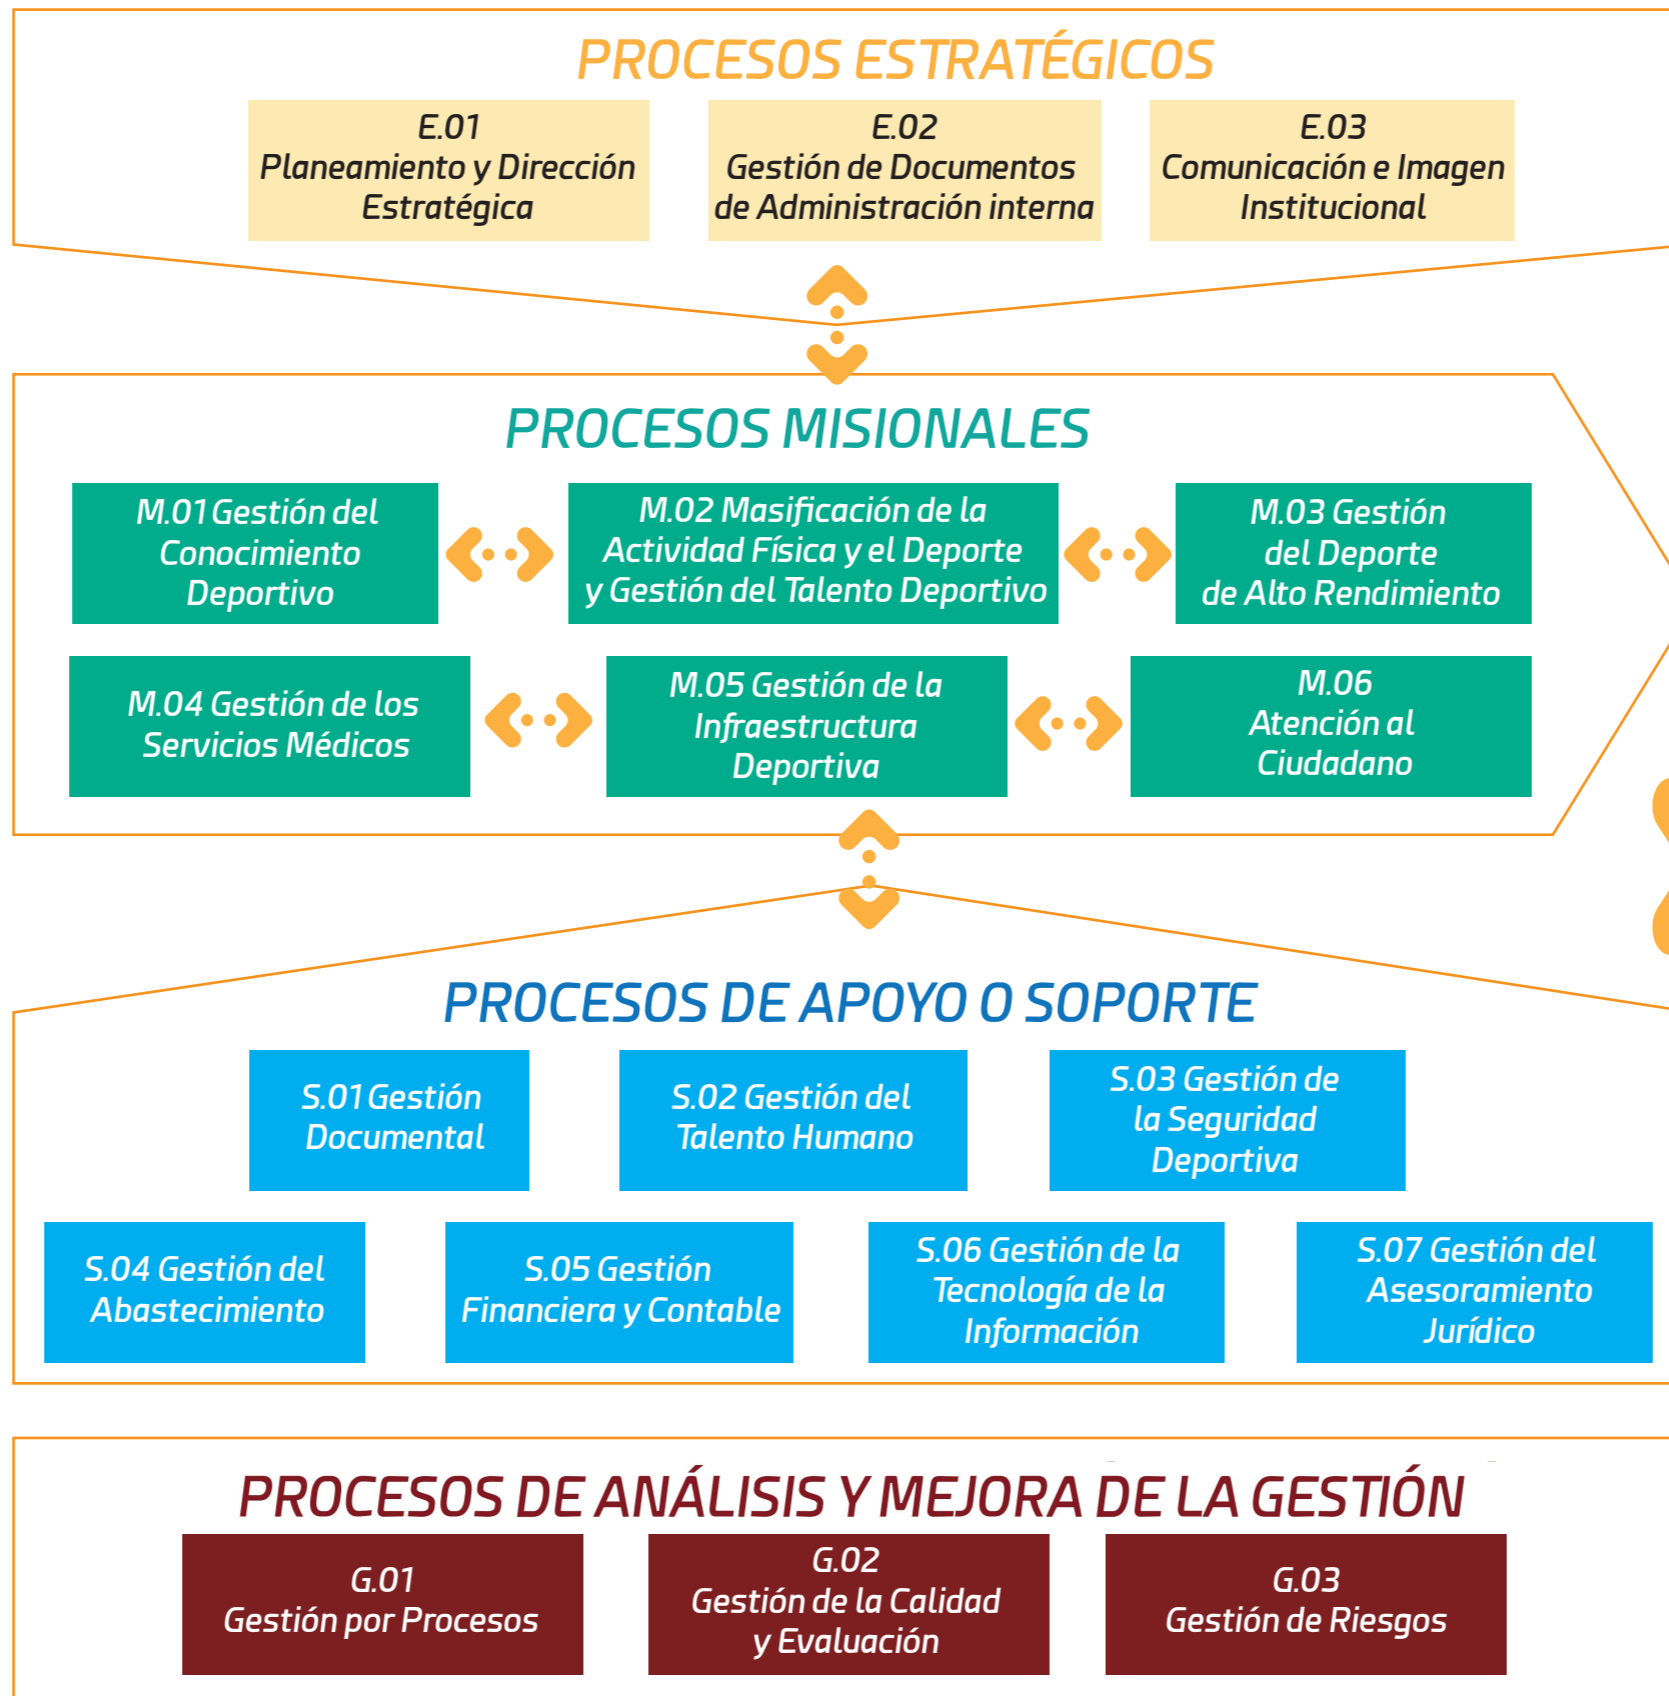 PROCESOS ESTRATÉGICOS
E.01
Planeamiento y Dirección
Estratégica
E.02
Gestión de Documentos
de Administración interna
E.03
Comunicación e Imagen
Institucional
PROCESOS MISIONALES
M.01 Gestión del
Conocimiento
Deportivo
M.02 Masificación de la
Actividad Física y el Deporte
y Gestión del Talento Deportivo
M.03 Gestión
del Deporte
de Alto Rendimiento
M.04 Gestión de los
Servicios Médicos
M.05 Gestión de la
Infraestructura
Deportiva
M.06
Atención al
Ciudadano
PROCESOS DE APOYO O SOPORTE
S.01 Gestión
Documental
S.02 Gestión del
Talento Humano
S.03 Gestión de
la Seguridad
Deportiva
S.04 Gestión del
Abastecimiento
S.05 Gestión
Financiera y Contable
S.06 Gestión de la
Tecnología de la
Información
S.07 Gestión del
Asesoramiento
Jurídico
PROCESOS DE ANÁLISIS Y MEJORA DE LA GESTIÓN
G.01
Gestión por Procesos
G.02
Gestión de la Calidad
y Evaluación
G.03
Gestión de Riesgos